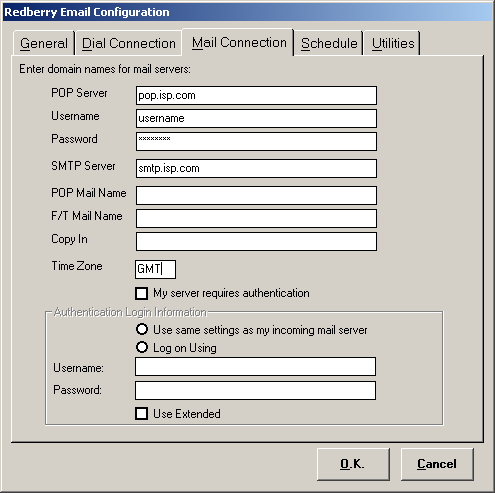 Redberry Email Configuration
General Dial Connection Mail Connection Schedule Utilities
Enter domain names for mail servers:
POP Server pop.isp.com
Username username
Password ********
SMTP Server smtp.isp.com
POP Mail Name
F/T Mail Name
Copy In
Time Zone GMT
My server requires authentication
Authentication Login Information
Use same settings as my incoming mail server
Log on Using
Username:
Password:
Use Extended
O.K. Cancel